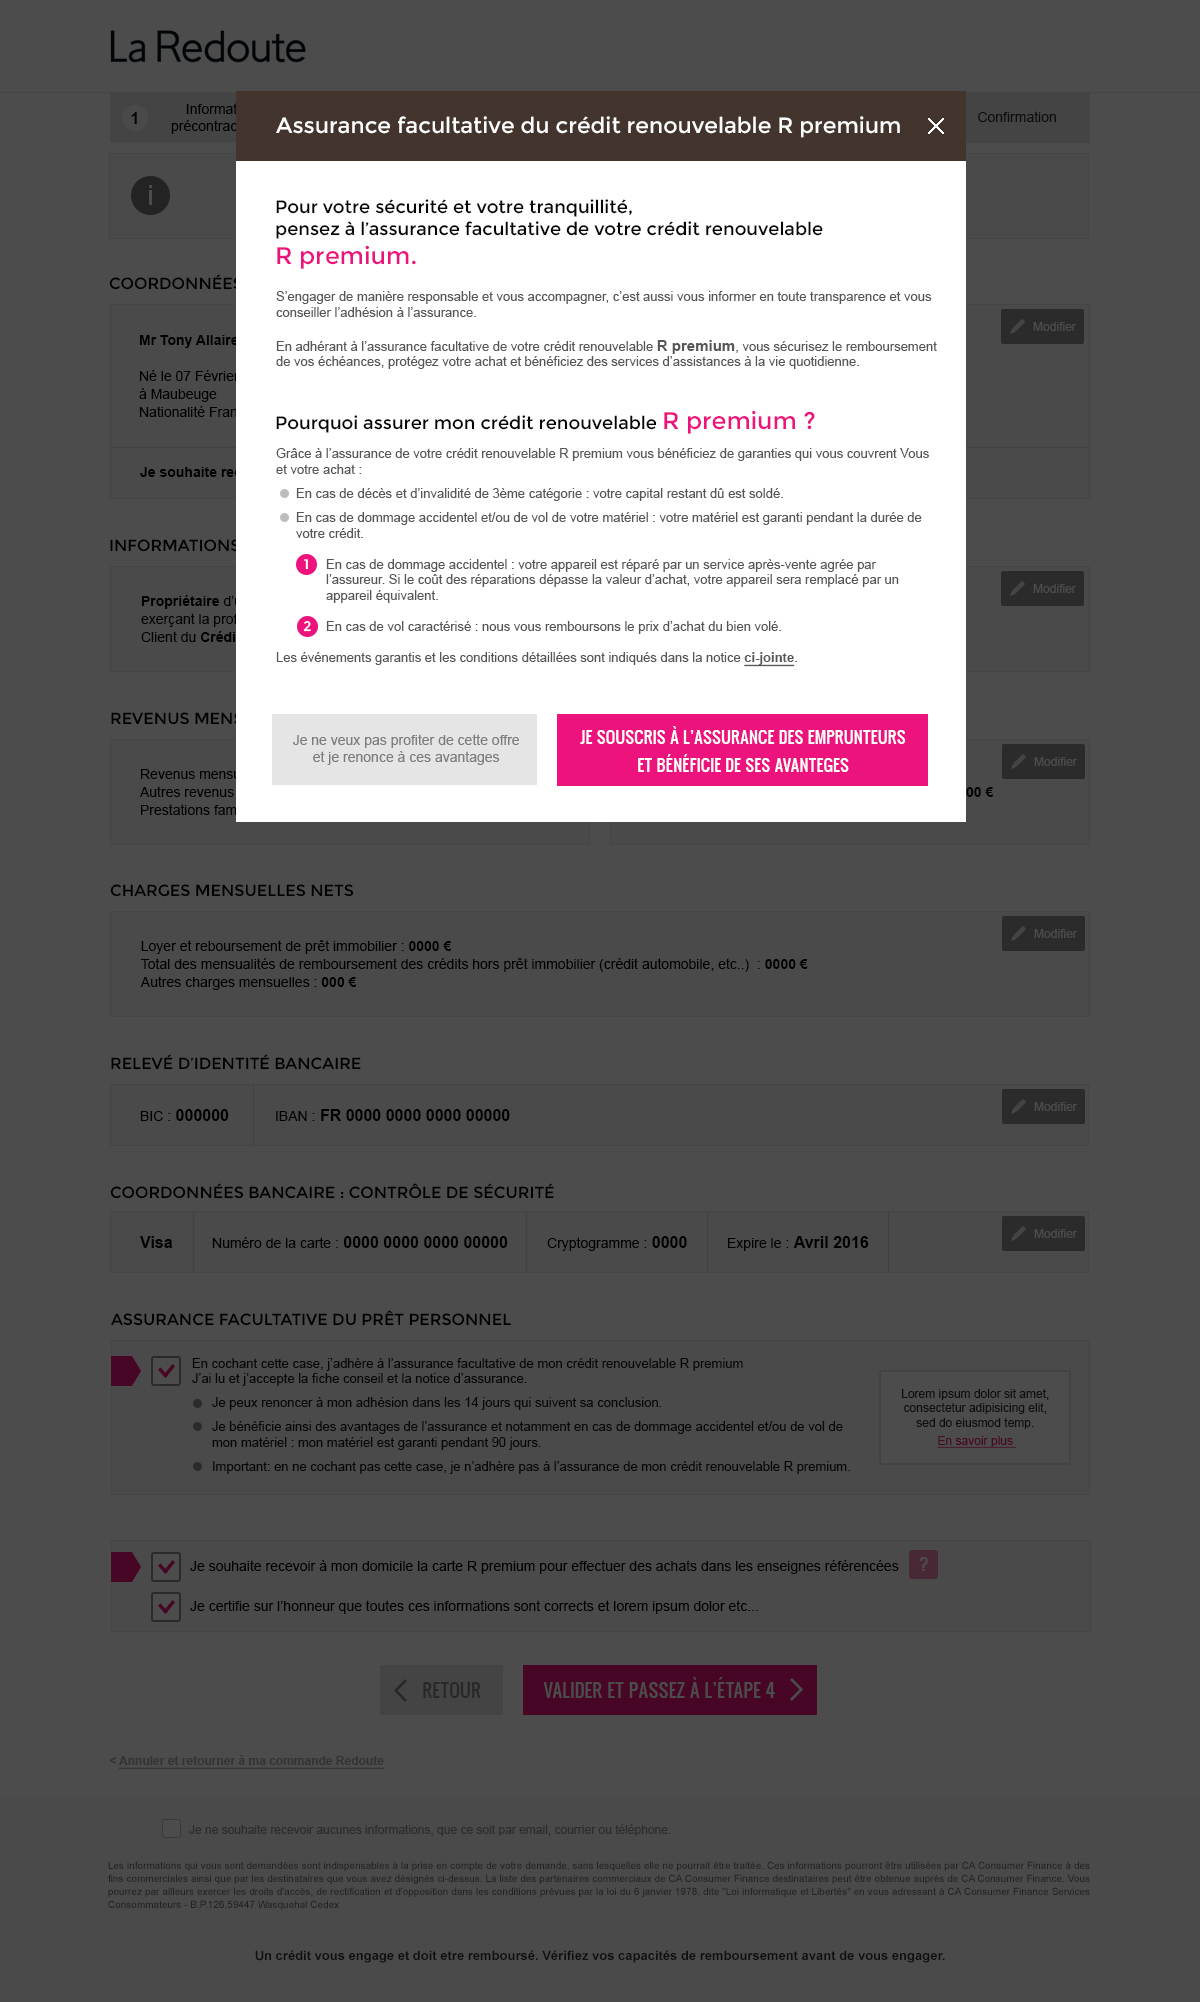 La Redoute
1
Informat
précontrac
Confirmation
Assurance facultative du crédit renouvelable R premium
i
Pour votre sécurité et votre tranquillité,
pensez à l'assurance facultative de votre crédit renouvelable
R premium.
S'engager de manière responsable et vous accompagner, c'est aussi vous informer en toute transparence et vous
conseiller l'adhésion à l'assurance.
En adhérant à l'assurance facultative de votre crédit renouvelable R premium, vous sécurisez le remboursement
de vos échéances, protégez votre achat et bénéficiez des services d'assistances à la vie quotidienne.
Pourquoi assurer mon crédit renouvelable R premium ?
Grâce à l'assurance de votre crédit renouvelable R premium vous bénéficiez de garanties qui vous couvrent Vous
et votre achat :
En cas de décès et d'invalidité de 3ème catégorie : votre capital restant dû est soldé.
En cas de dommage accidentel et/ou de vol de votre matériel : votre matériel est garanti pendant la durée de
votre crédit.
1 En cas de dommage accidentel : votre appareil est réparé par un service après-vente agrée par
l'assureur. Si le coût des réparations dépasse la valeur d'achat, votre appareil sera remplacé par un
appareil équivalent.
2 En cas de vol caractérisé : nous vous remboursons le prix d'achat du bien volé.
Les événements garantis et les conditions détaillées sont indiqués dans la notice ci-jointe.
Je ne veux pas profiter de cette offre
et je renonce à ces avantages
JE SOUSCRIS À L'ASSURANCE DES EMPRUNTEURS
ET BÉNÉFICIE DE SES AVANTEGES
COORDONNÉES
Modifier
Mr Tony Allaire
Né le 07 Février
à Maubeuge
Nationalité Fran
Je souhaite re
INFORMATIONS
Modifier
Propriétaire d'u
exerçant la prof
Client du Crédi
REVENUS MENS
Modifier
Revenus mensu
Autres revenus
00 €
Prestations fam
CHARGES MENSUELLES NETS
Modifier
Loyer et reboursement de prêt immobilier : 0000 €
Total des mensualités de remboursement des crédits hors prêt immobilier (crédit automobile, etc..) : 0000 €
Autres charges mensuelles : 000 €
RELEVÉ D'IDENTITÉ BANCAIRE
Modifier
BIC : 000000 IBAN : FR 0000 0000 0000 00000
COORDONNÉES BANCAIRE : CONTRÔLE DE SÉCURITÉ
Modifier
Visa Numéro de la carte : 0000 0000 0000 00000 Cryptogramme : 0000 Expire le : Avril 2016
ASSURANCE FACULTATIVE DU PRÊT PERSONNEL
En cochant cette case, j'adhère à l'assurance facultative de mon crédit renouvelable R premium
J'ai lu et j'accepte la fiche conseil et la notice d'assurance.
Je peux renoncer à mon adhésion dans les 14 jours qui suivent sa conclusion.
Je bénéficie ainsi des avantages de l'assurance et notamment en cas de dommage accidentel et/ou de vol de
mon matériel : mon matériel est garanti pendant 90 jours.
Important: en ne cochant pas cette case, je n'adhère pas à l'assurance de mon crédit renouvelable R premium.
Lorem ipsum dolor sit amet,
consectetur adipisicing elit,
sed do eiusmod temp.
En savoir plus
Je souhaite recevoir à mon domicile la carte R premium pour effectuer des achats dans les enseignes référencées ?
Je certifie sur l'honneur que toutes ces informations sont corrects et lorem ipsum dolor etc...
RETOUR
VALIDER ET PASSEZ À L'ÉTAPE 4
< Annuler et retourner à ma commande Redoute
Je ne souhaite recevoir aucunes informations, que ce soit par email, courrier ou téléphone.
Les informations qui vous sont demandées sont indispensables à la prise en compte de votre demande, sans lesquelles elle ne pourrait être traitée. Ces informations pourront être utilisées par CA Consumer Finance à des
fins commerciales ainsi que par les destinataires que vous avez désignés ci-dessus. La liste des partenaires commerciaux de CA Consumer Finance destinataires peut être obtenue auprès de CA Consumer Finance. Vous
pourrez par ailleurs exercer les droits d'accès, de rectification et d'opposition dans les conditions prévues par la loi du 6 janvier 1978, dite "Loi informatique et Libertés" en vous adressant à CA Consumer Finance Services
Consommateurs - B.P.126,59447 Wasquehal Cedex
Un crédit vous engage et doit etre remboursé. Vérifiez vos capacités de remboursement avant de vous engager.